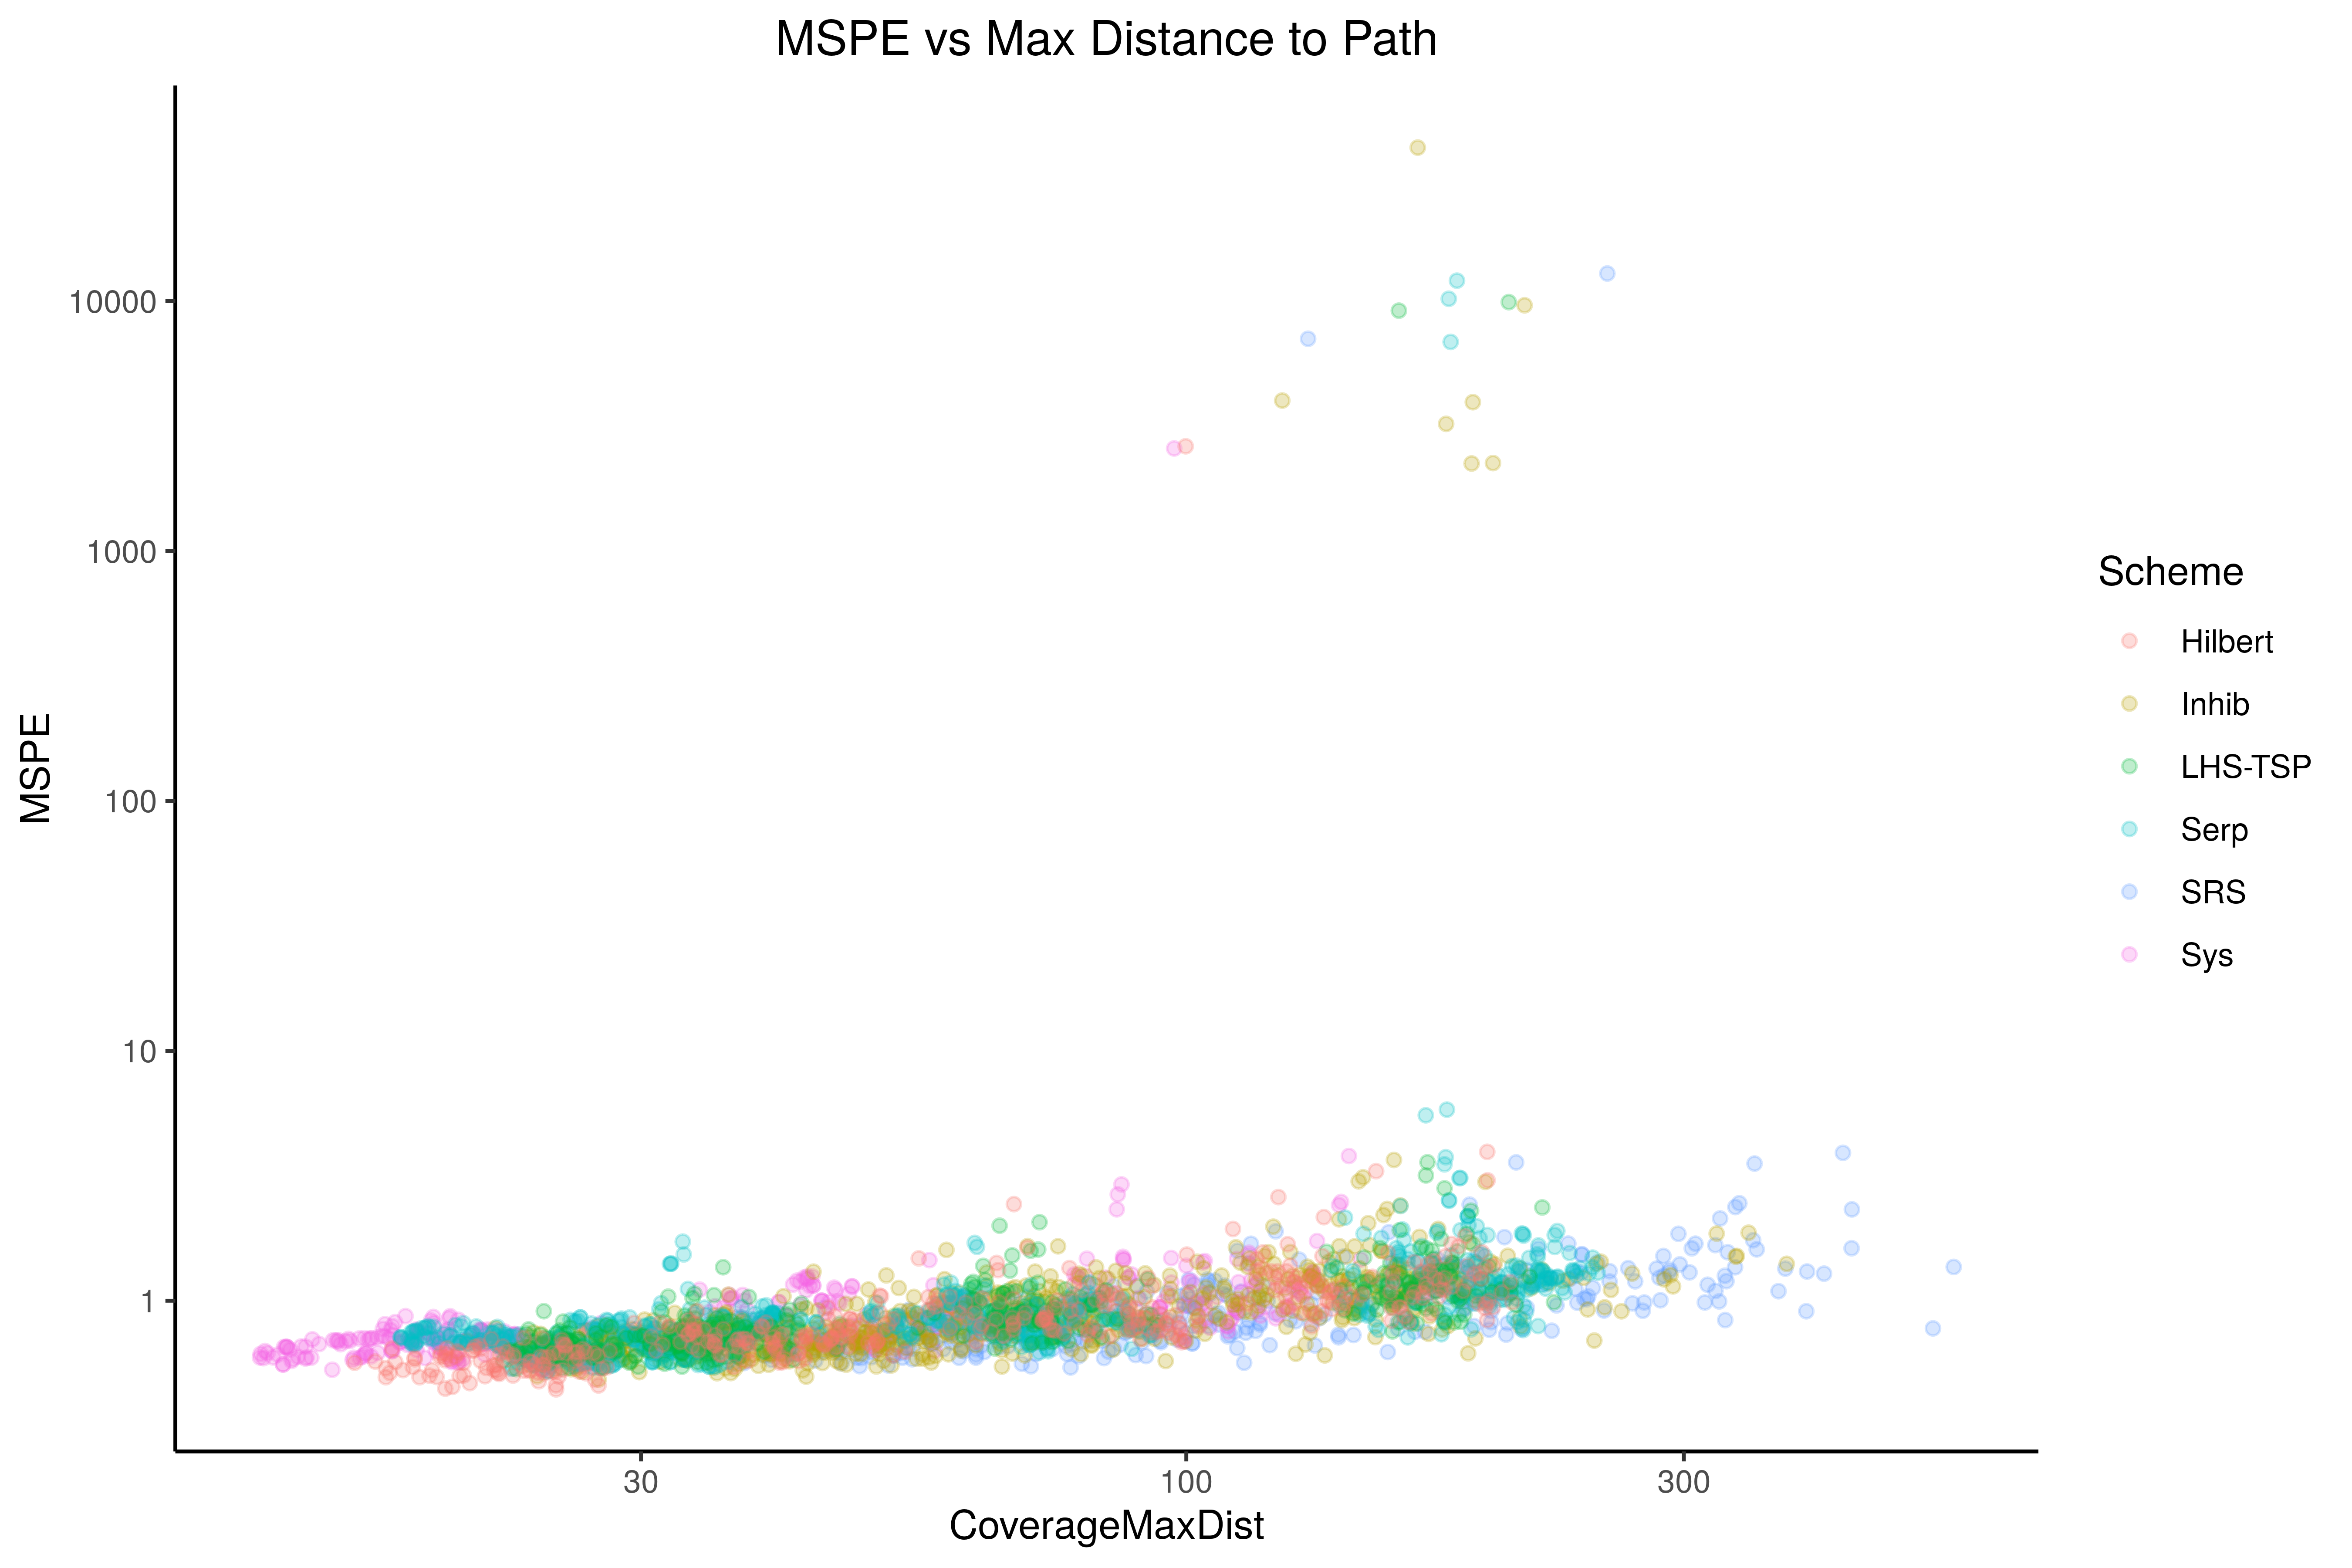 MSPE vs Max Distance to Path
MSPE
10000
1000
100
10
1
30
100
300
CoverageMaxDist
Scheme
Hilbert
Inhib
LHS-TSP
Serp
SRS
Sys